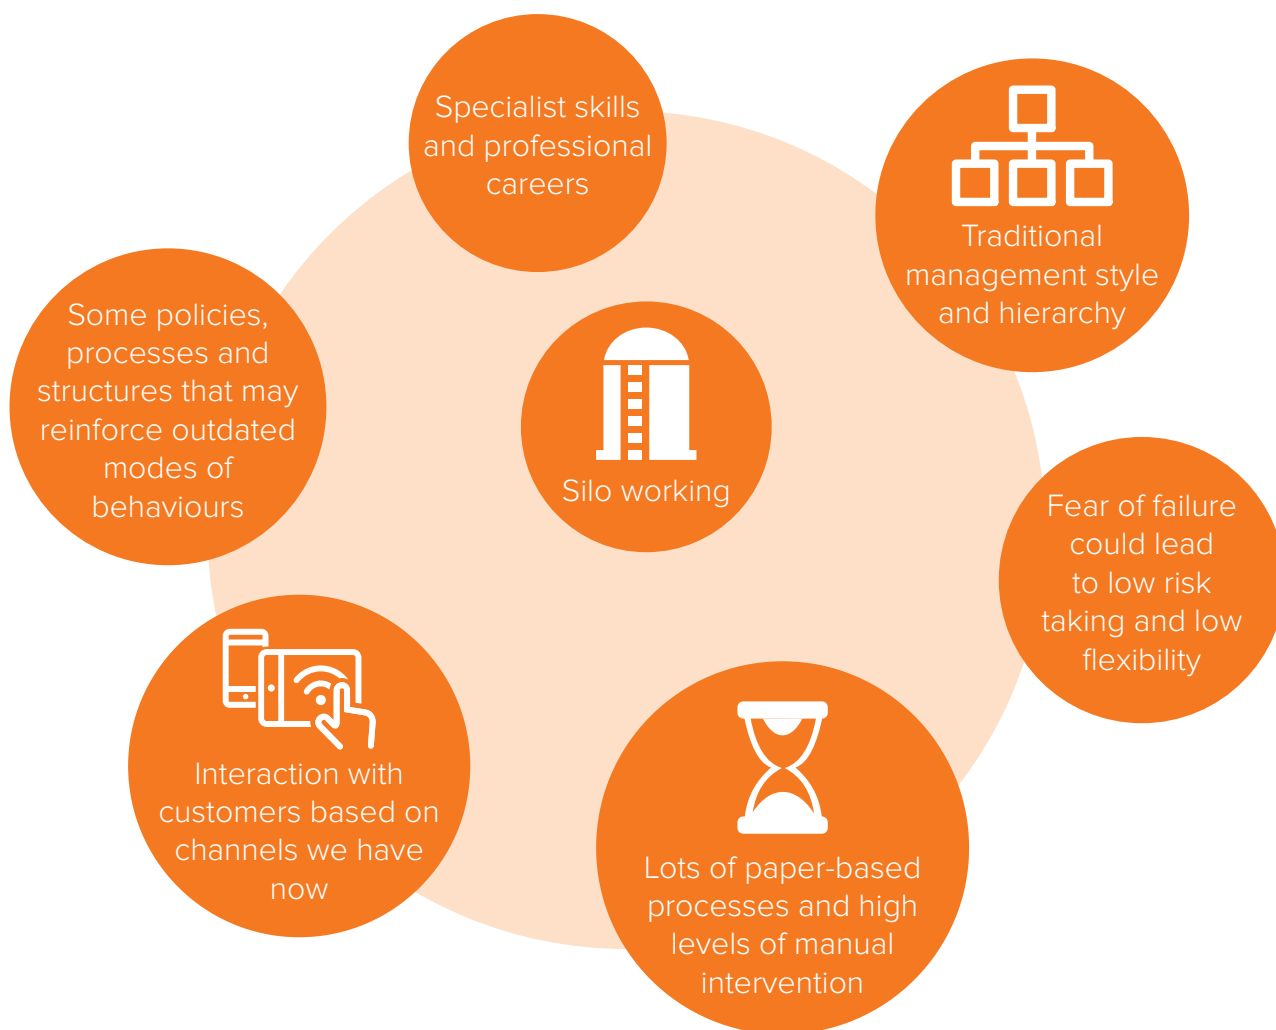 Specialist skills
and professional
careers
Traditional
management style
and hierarchy
Some policies,
processes and
structures that may
reinforce outdated
modes of
behaviours
Silo working
Fear of failure
could lead
to low risk
taking and low
flexibility
Interaction with
customers based on
channels we have
now
Lots of paper-based
processes and high
levels of manual
intervention